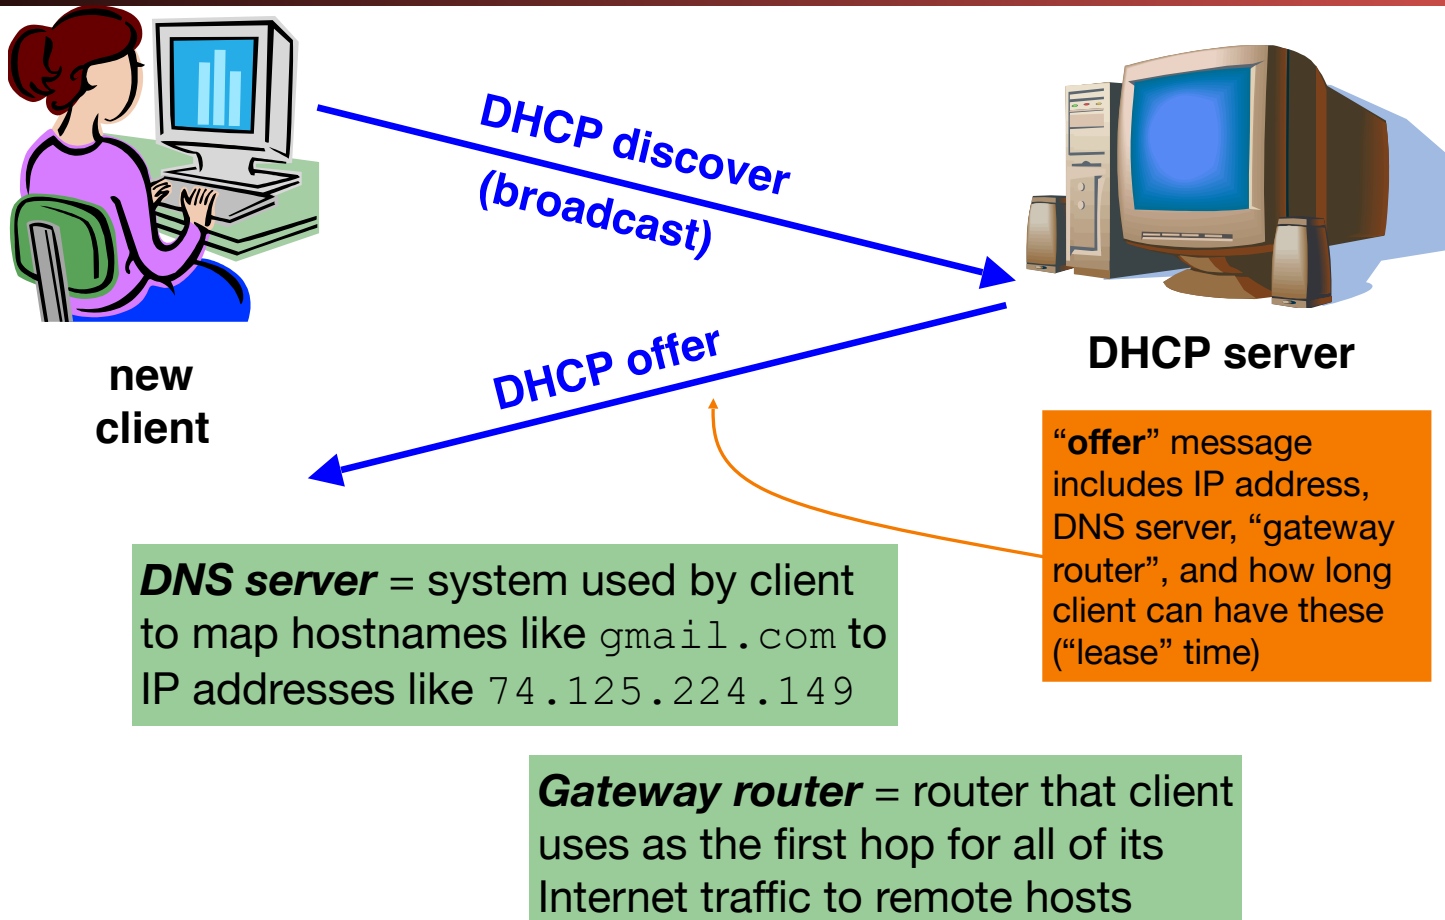 DHCP discover
(broadcast)
DHCP offer
new
client
DHCP server
“offer” message
includes IP address,
DNS server, “gateway
router”, and how long
client can have these
(“lease” time)
DNS server = system used by client
to map hostnames like gmail.com to
IP addresses like 74.125.224.149
Gateway router = router that client
uses as the first hop for all of its
Internet traffic to remote hosts